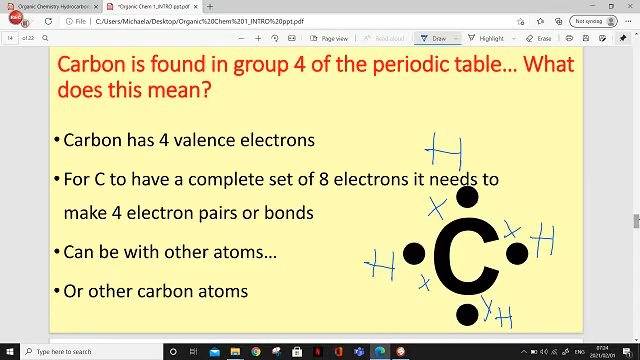 REC
Organic Chemistry Hydrocarbon
*Organic Chem 1_INTRO ppt.pdf
File
C:/Users/Michaela/Desktop/Organic%20Chem%201_INTRO%20ppt.pdf
Not syncing
14 of 22
Page view
Read aloud
Draw
Highlight
Erase
Carbon is found in group 4 of the periodic table... What
does this mean?
• Carbon has 4 valence electrons
• For C to have a complete set of 8 electrons it needs to
make 4 electron pairs or bonds
• Can be with other atoms...
• Or other carbon atoms
H
x
x
C
H
H
x
x
H
Type here to search
ENG
07:24
2021/02/01